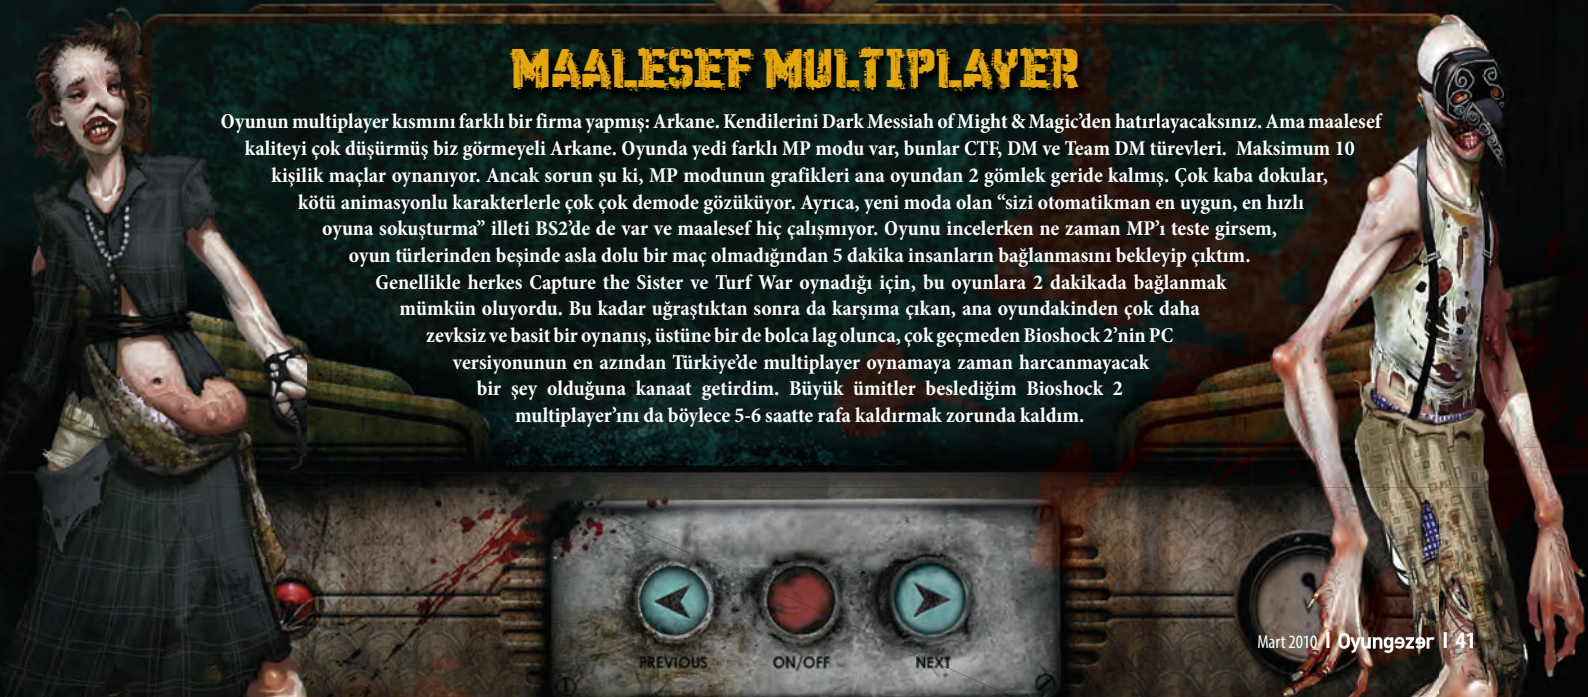 MAALESEF MULTIPLAYER
Oyunun multiplayer kısmını farklı bir firma yapmış: Arkane. Kendilerini Dark Messiah of Might & Magic’den hatırlayacaksınız. Ama maalesef
kaliteyi çok düşürmüş biz görmeyeli Arkane. Oyunda yedi farklı MP modu var, bunlar CTF, DM ve Team DM türevleri. Maksimum 10
kişilik maçlar oynanıyor. Ancak sorun şu ki, MP modunun grafikleri ana oyundan 2 gömlek geride kalmış. Çok kaba dokular,
kötü animasyonlu karakterlerle çok çok demode gözüküyor. Ayrıca, yeni moda olan “sizi otomatikman en uygun, en hızlı
oyuna sokuşturma” illeti BS2’de de var ve maalesef hiç çalışmıyor. Oyunu incelerken ne zaman MP’ı teste girsem,
oyun türlerinden beşinde asla dolu bir maç olmadığından 5 dakika insanların bağlanmasını bekleyip çıktım.
Genellikle herkes Capture the Sister ve Turf War oynadığı için, bu oyunlara 2 dakikada bağlanmak
mümkün oluyordu. Bu kadar uğraştıktan sonra da karşıma çıkan, ana oyundakinden çok daha
zevksiz ve basit bir oynanış, üstüne bir de bolca lag olunca, çok geçmeden Bioshock 2’nin PC
versiyonunun en azından Türkiye’de multiplayer oynamaya zaman harcanmayacak
bir şey olduğuna kanaat getirdim. Büyük ümitler beslediğim Bioshock 2
multiplayer’ını da böylece 5-6 saatte rafa kaldırmak zorunda kaldım.
PREVIOUS ON/OFF NEXT
Mart 2010 | Oyungezer | 41